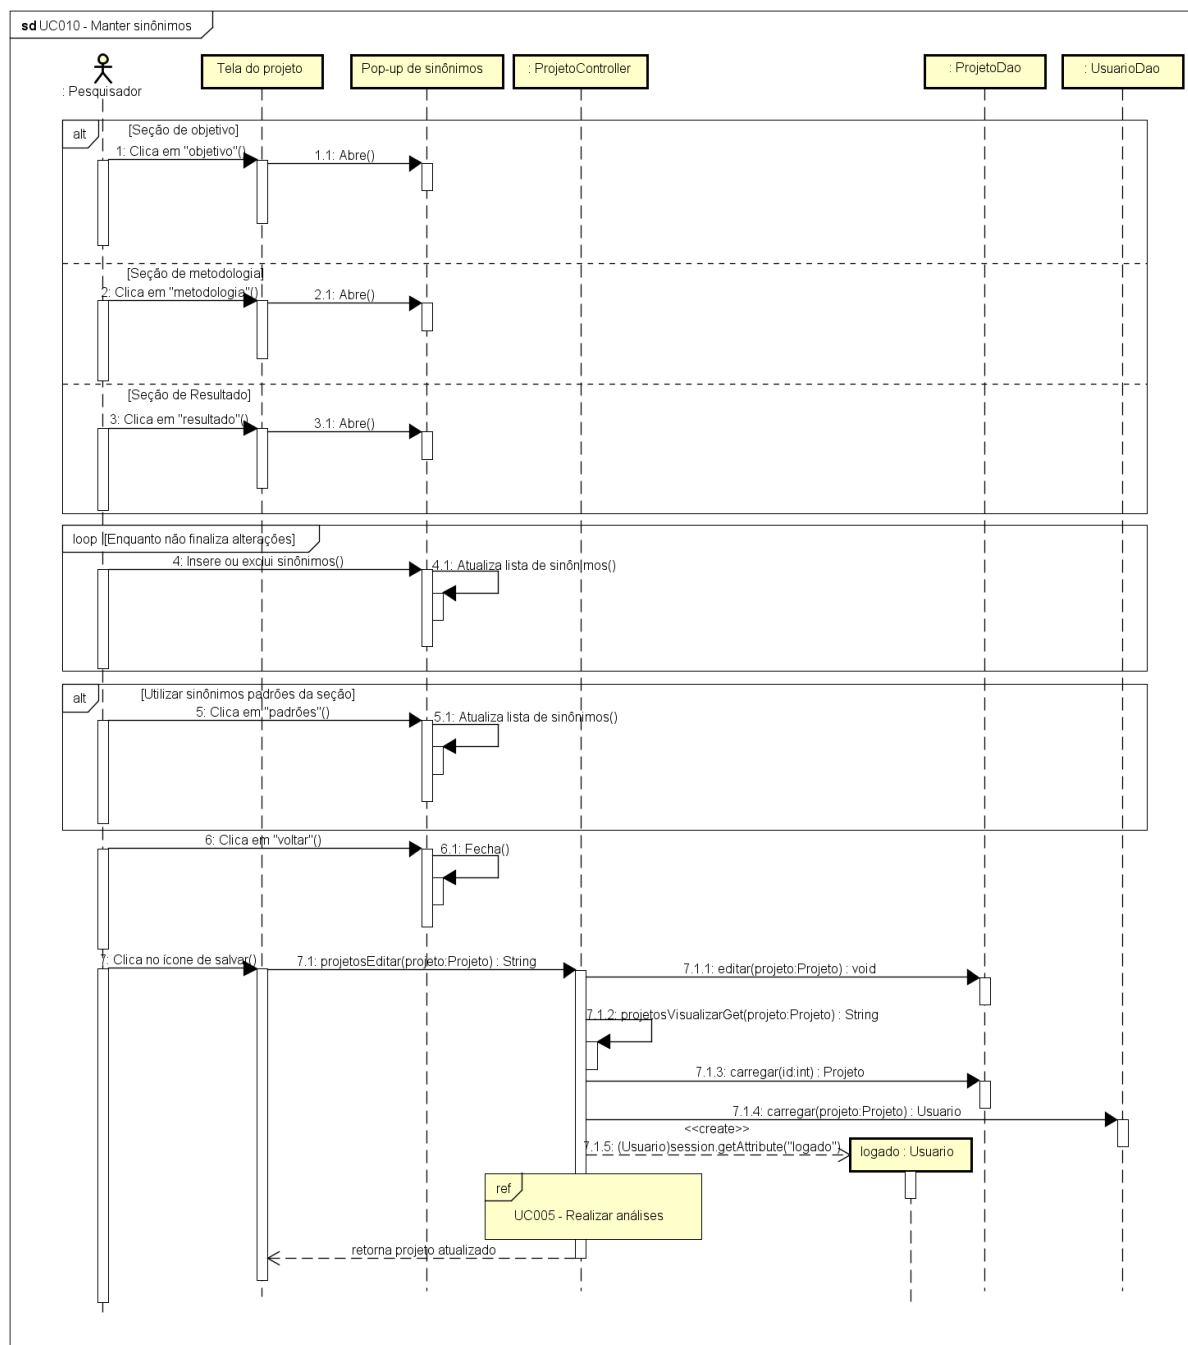 sd UC010 - Manter sinônimos
: Pesquisador
Tela do projeto
Pop-up de sinônimos
: ProjetoController
: ProjetoDao
: UsuarioDao
alt
[Seção de objetivo]
1: Clica em "objetivo"()
1.1: Abre()
[Seção de metodologia]
2: Clica em "metodologia"()
2.1: Abre()
[Seção de Resultado]
3: Clica em "resultado"()
3.1: Abre()
loop [Enquanto não finaliza alterações]
4: Insere ou exclui sinônimos()
4.1: Atualiza lista de sinônimos()
alt
[Utilizar sinônimos padrões da seção]
5: Clica em "padrões"()
5.1: Atualiza lista de sinônimos()
6: Clica em "voltar"()
6.1: Fecha()
7: Clica no ícone de salvar()
7.1: projetosEditar(projeto:Projeto) : String
7.1.1: editar(projeto:Projeto) : void
7.1.2: projetosVisualizarGet(projeto:Projeto) : String
7.1.3: carregar(id:int) : Projeto
7.1.4: carregar(projeto:Projeto) : Usuario
<<create>>
7.1.5: (Usuario)session.getAttribute("logado")
logado : Usuario
ref
UC005 - Realizar análises
retorna projeto atualizado